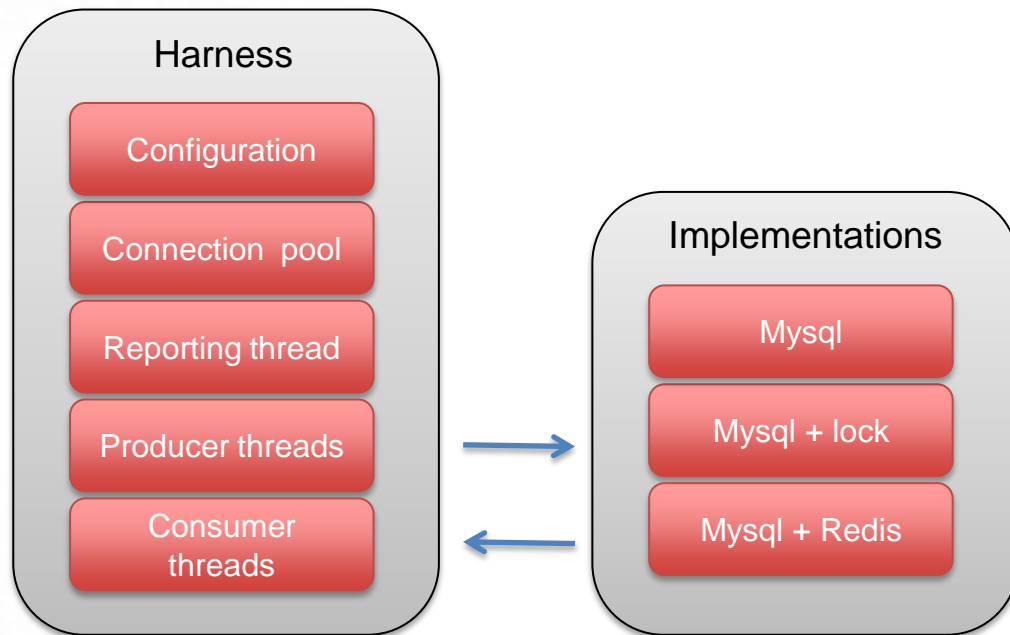 Harness
Configuration
Connection pool
Reporting thread
Producer threads
Consumer
threads
Implementations
Mysql
Mysql + lock
Mysql + Redis